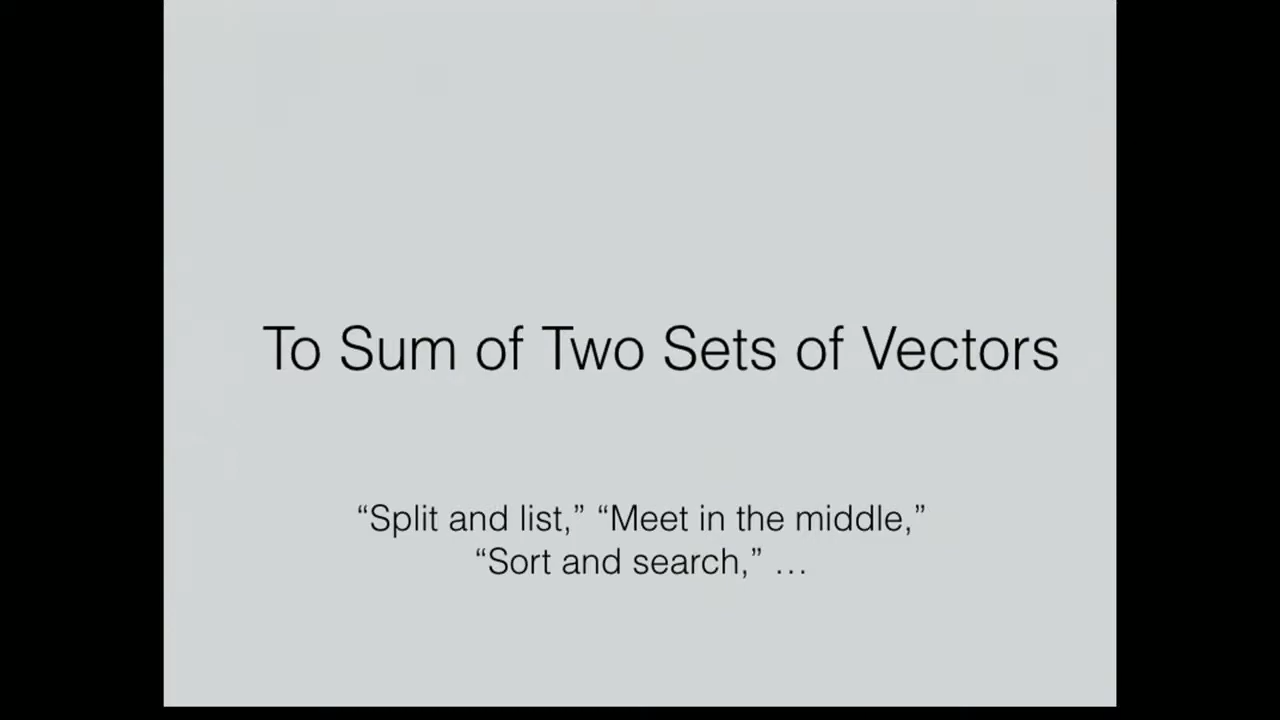 To Sum of Two Sets of Vectors
“Split and list,” “Meet in the middle,”
“Sort and search,” …